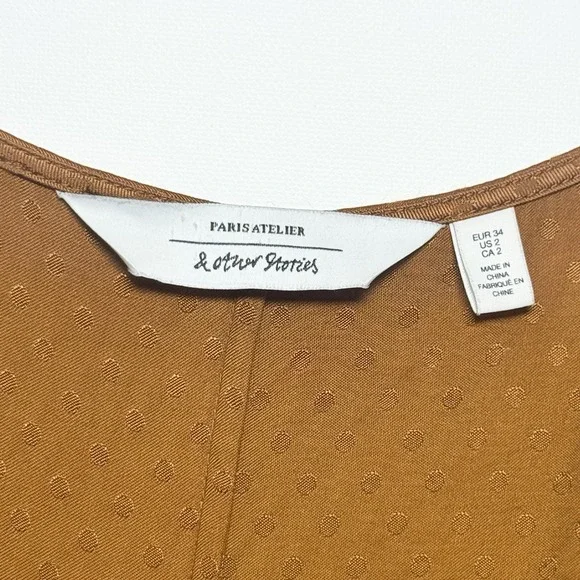 PARIS ATELIER
& other Stories
EUR 34
US 2
CA 2
MADE IN
CHINA
FABRIQUÉ EN
CHINE